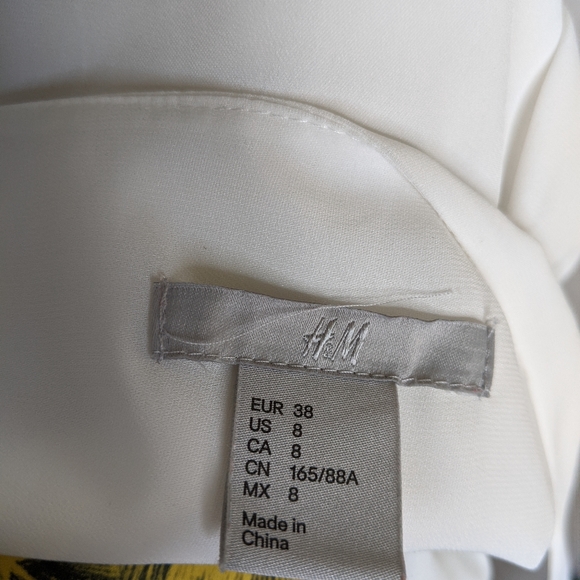 H&M
EUR 38
US 8
CA 8
CN 165/88A
MX 8
Made in
China